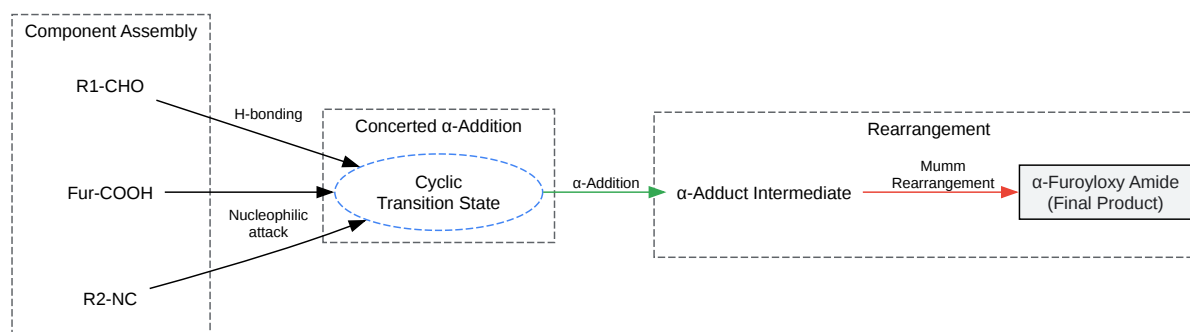 Component Assembly
R1-CHO
H-bonding
Fur-COOH
Nucleophilic
attack
R2-NC
Concerted α-Addition
Cyclic
Transition State
α-Addition
Rearrangement
α-Adduct Intermediate
Mumm
Rearrangement
α-Furoyloxy Amide
(Final Product)